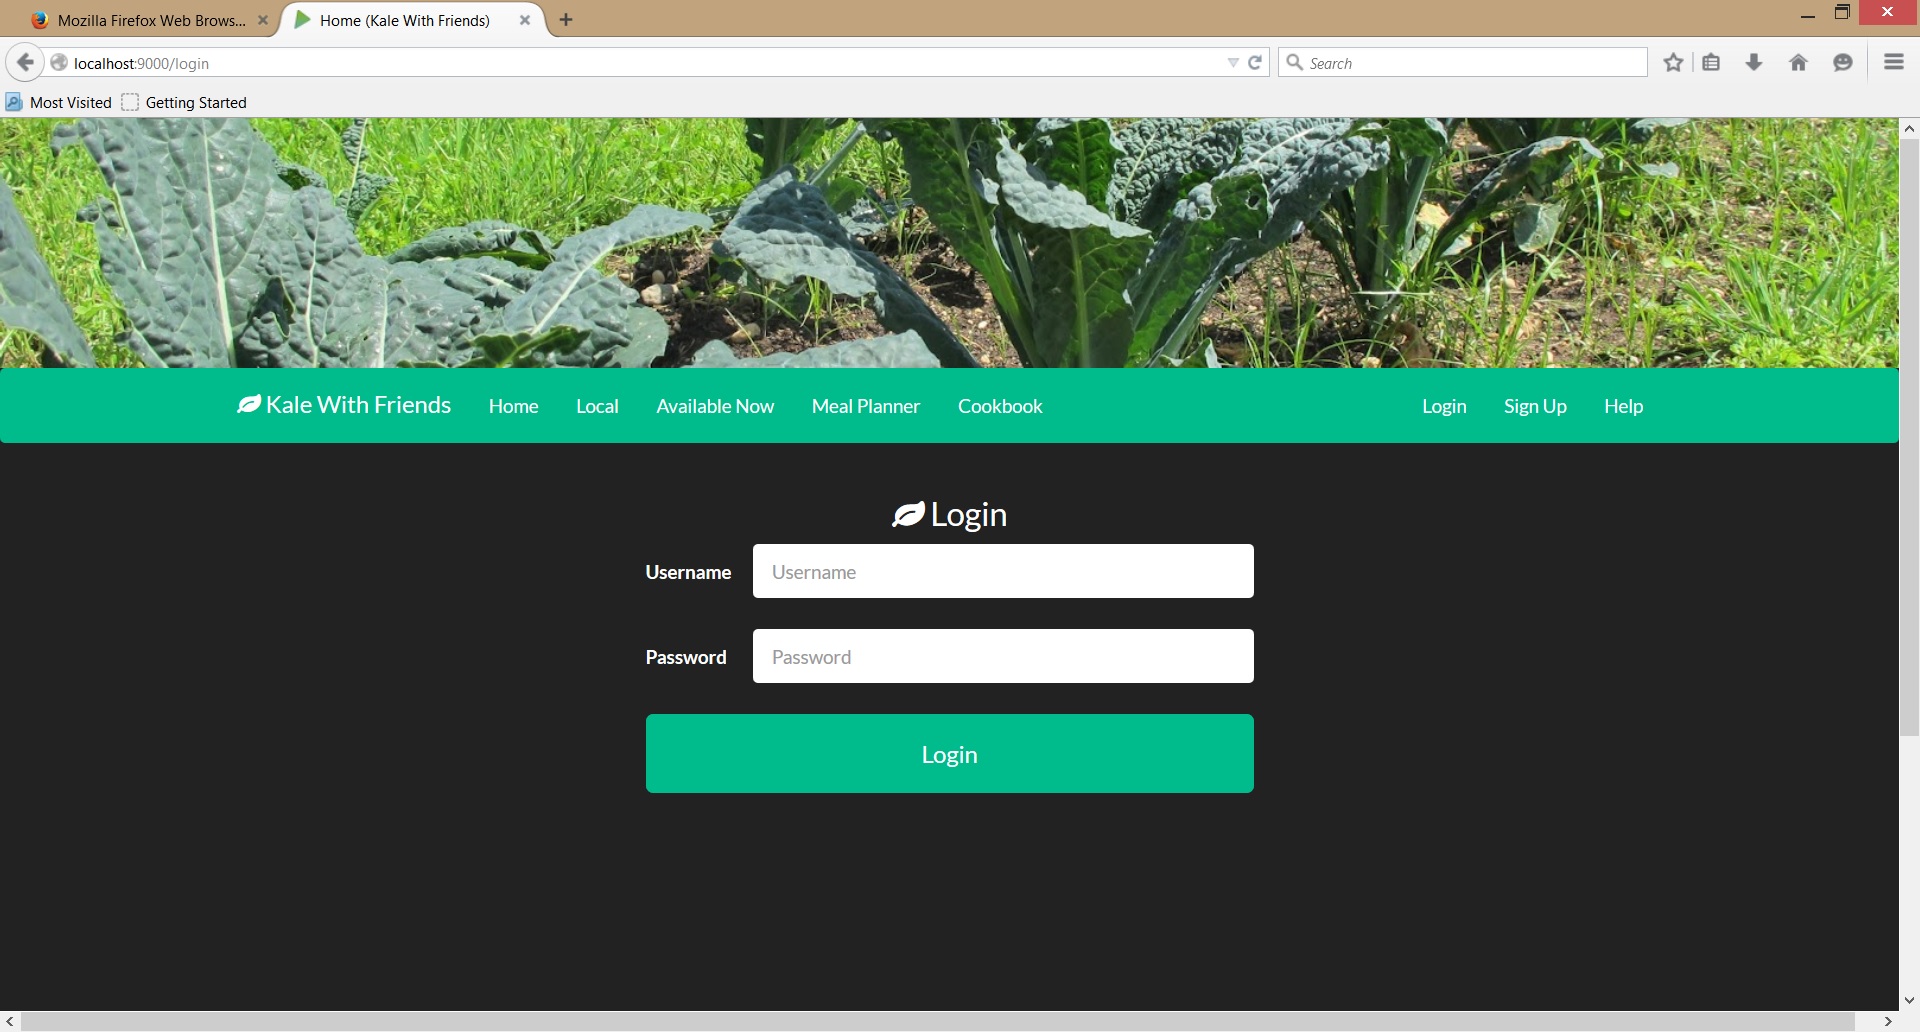 Mozilla Firefox Web Brows...
Home (Kale With Friends)
localhost:9000/login
Search
Most Visited
Getting Started
Kale With Friends
Home
Local
Available Now
Meal Planner
Cookbook
Login
Sign Up
Help
Login
Username
Username
Password
Password
Login